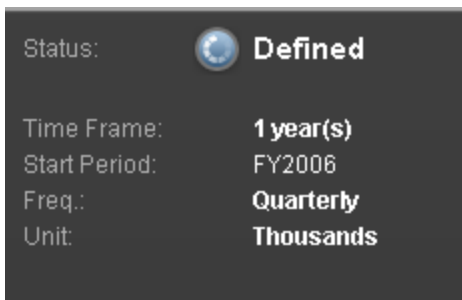 Status: Defined
Time Frame: 1 year(s)
Start Period: FY2006
Freq.: Quarterly
Unit: Thousands